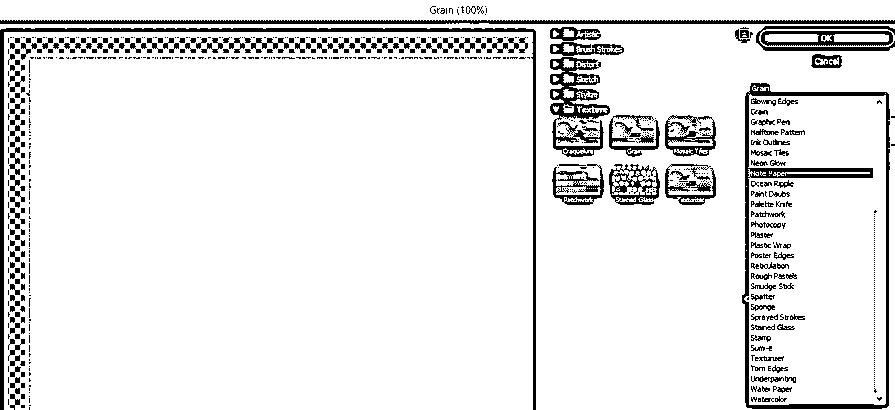 Grain (100%)
Artistic
Brush Strokes
Distort
Sketch
Stylize
Texture
Craquelure
Grain
Mosaic Tiles
Patchwork
Stained Glass
Texturizer
OK
Cancel
Grain
Glowing Edges
Grain
Graphic Pen
Halftone Pattern
Ink Outlines
Mosaic Tiles
Neon Glow
Note Paper
Ocean Ripple
Paint Daubs
Palette Knife
Patchwork
Photocopy
Plaster
Plastic Wrap
Poster Edges
Reticulation
Rough Pastels
Smudge Stick
Spatter
Sponge
Sprayed Strokes
Stained Glass
Stamp
Sumi-e
Texturizer
Torn Edges
Underpainting
Water Paper
Watercolor